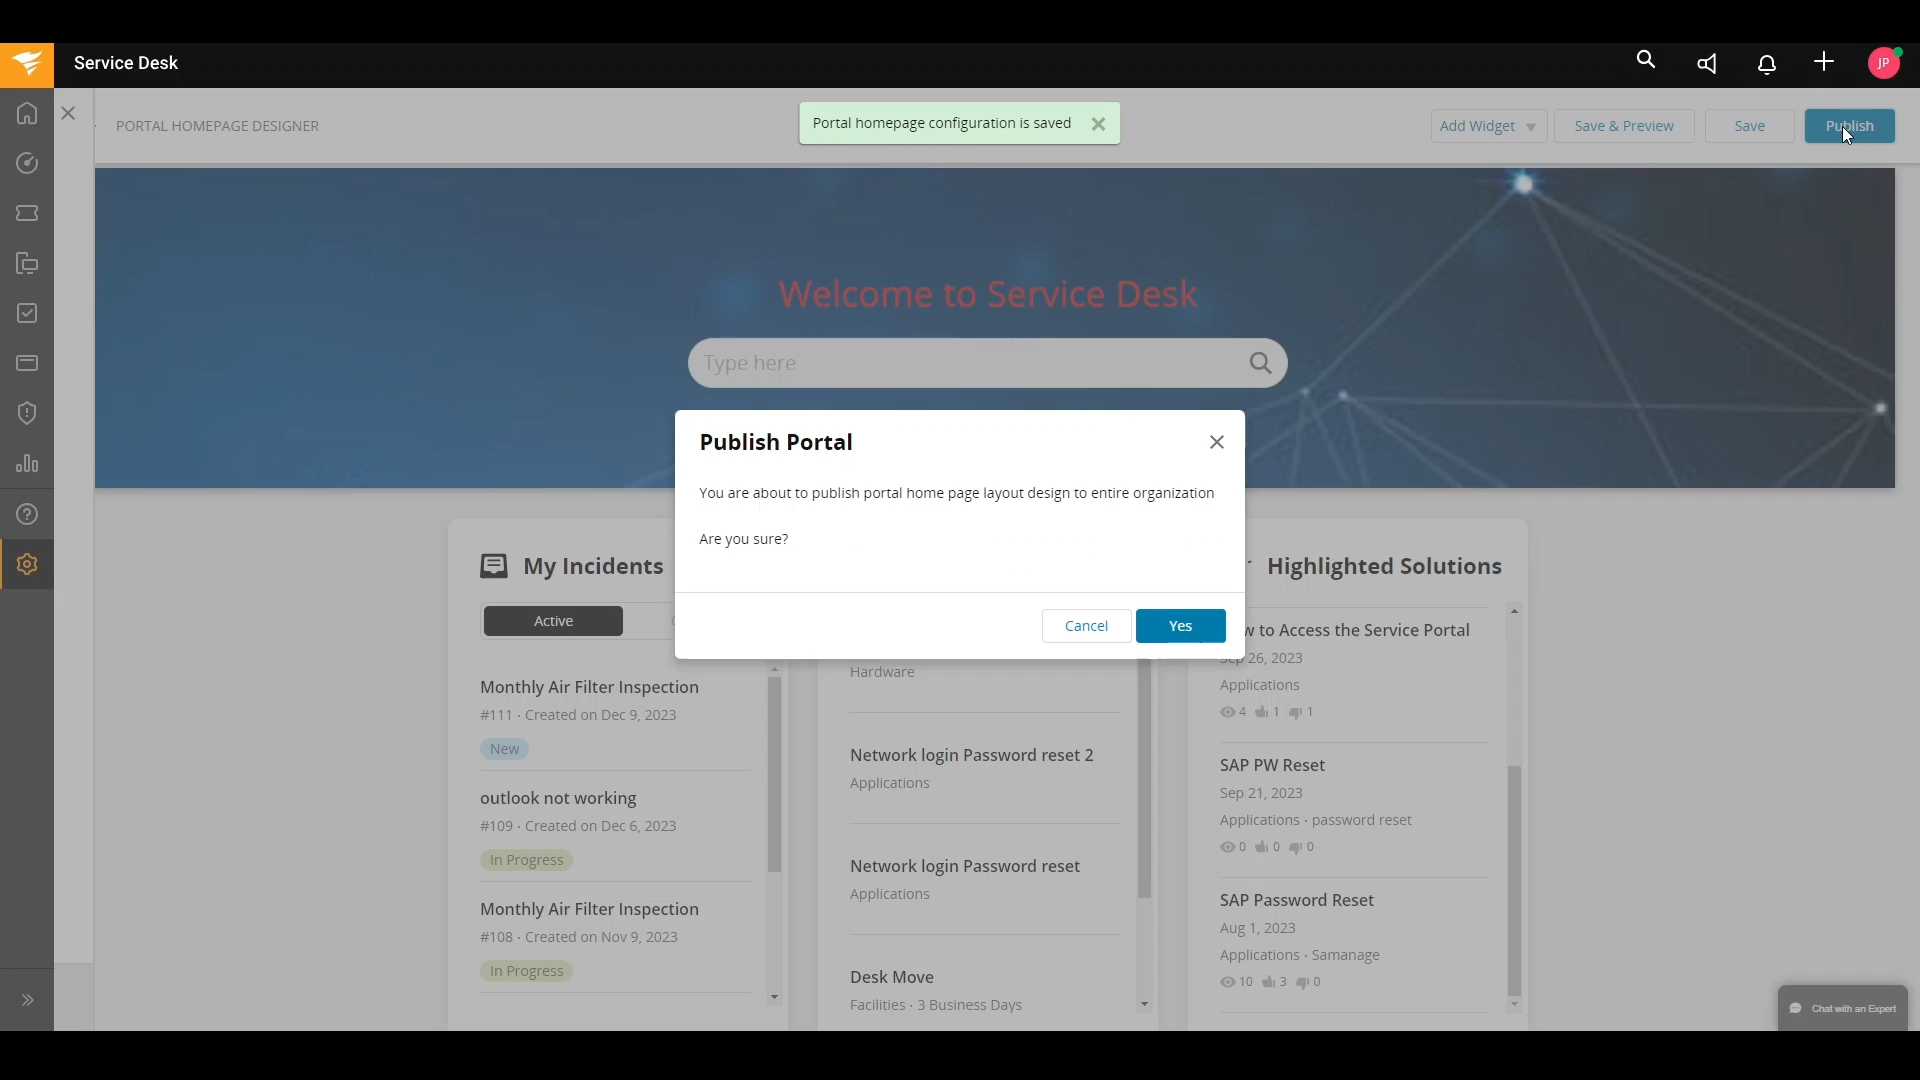 Service Desk
JP
PORTAL HOMEPAGE DESIGNER
Portal homepage configuration is saved
Add Widget
Save & Preview
Save
Publish
Welcome to Service Desk
Type here
Publish Portal
You are about to publish portal home page layout design to entire organization
Are you sure?
Cancel
Yes
My Incidents
Active
Monthly Air Filter Inspection
#111 · Created on Dec 9, 2023
New
outlook not working
#109 · Created on Dec 6, 2023
In Progress
Monthly Air Filter Inspection
#108 · Created on Nov 9, 2023
In Progress
Hardware
Network login Password reset 2
Applications
Network login Password reset
Applications
Desk Move
Facilities · 3 Business Days
Highlighted Solutions
w to Access the Service Portal
Sep 26, 2023
Applications
4 1 1
SAP PW Reset
Sep 21, 2023
Applications · password reset
0 0 0
SAP Password Reset
Aug 1, 2023
Applications · Samanage
10 3 0
Chat with an Expert